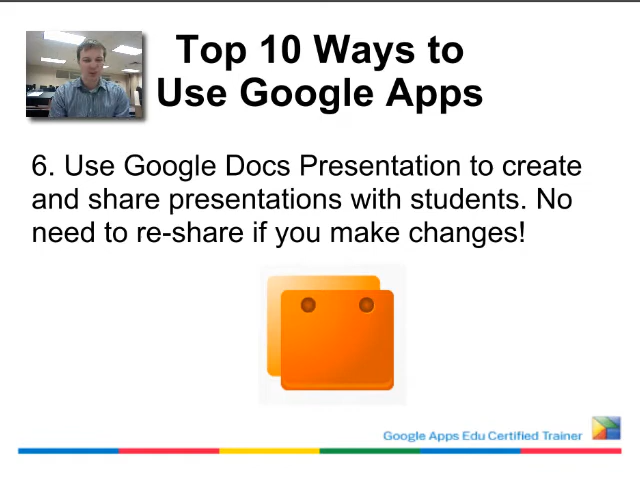 Top 10 Ways to
Use Google Apps
6. Use Google Docs Presentation to create
and share presentations with students. No
need to re-share if you make changes!
Google Apps Edu Certified Trainer